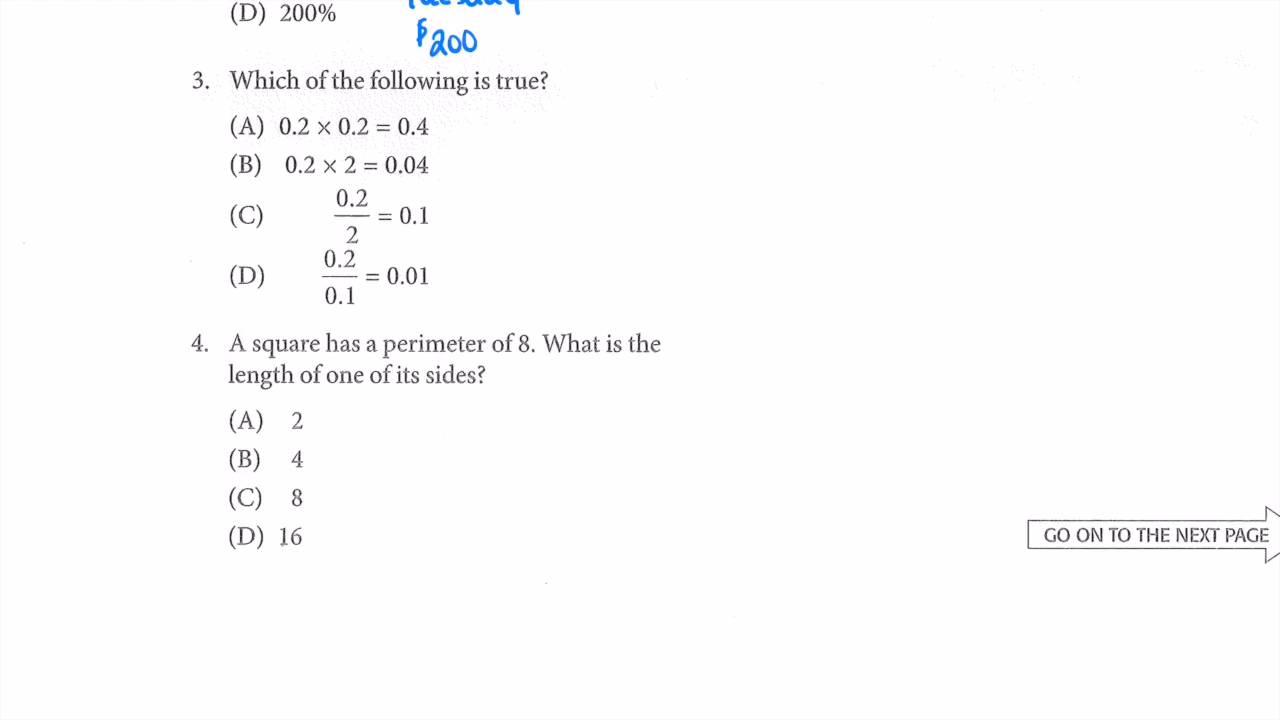 (D) 200%
$200
3. Which of the following is true?
(A) 0.2 × 0.2 = 0.4
(B) 0.2 × 2 = 0.04
(C) 0.2/2 = 0.1
(D) 0.2/0.1 = 0.01
4. A square has a perimeter of 8. What is the
length of one of its sides?
(A) 2
(B) 4
(C) 8
(D) 16
GO ON TO THE NEXT PAGE